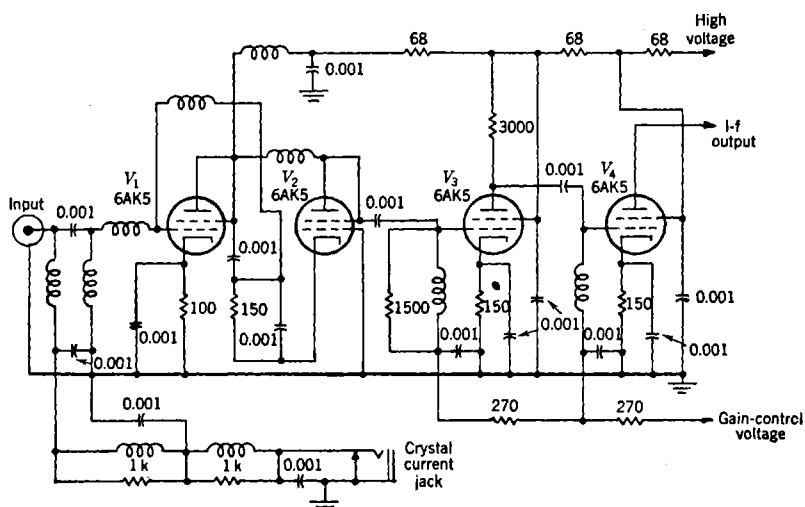 High
voltage
68
68
68
0.001
3000
I-f
output
V1
6AK5
V2
6AK5
V3
6AK5
V4
6AK5
Input
0.001
0.001
0.001
0.001
100
150
0.001
0.001
1500
150
0.001
0.001
150
0.001
0.001
0.001
0.001
0.001
0.001
270
270
Gain-control
voltage
1k
1k
0.001
Crystal
current
jack